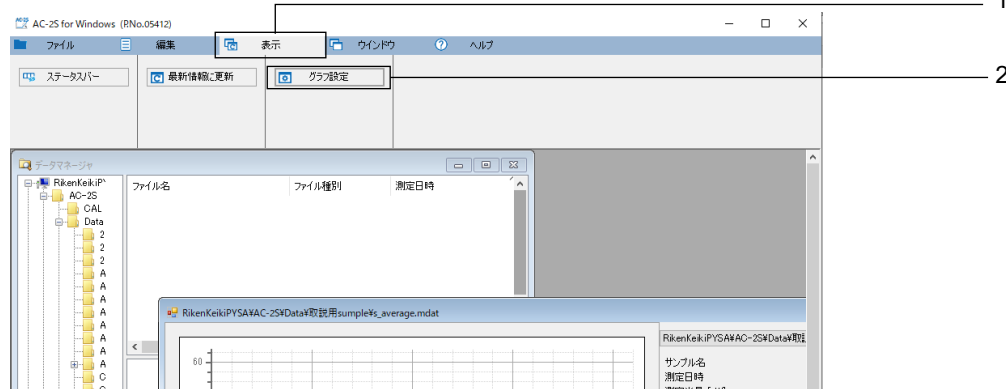 AC-2S for Windows (P.No.05412)
1
ファイル 編集 表示 ウインドウ ヘルプ
ステータスバー 最新情報に更新 グラフ設定
2
データマネージャ
RikenKeikiP
AC-2S
CAL
Data
2
2
2
A
A
A
A
A
A
A
A
C
ファイル名 ファイル種別 測定日時
RikenKeikiPYSA¥AC-2S¥Data¥取説用sumple¥s_average.mdat
RikenKeikiPYSA¥AC-2S¥Data¥取
60
サンプル名
測定日時